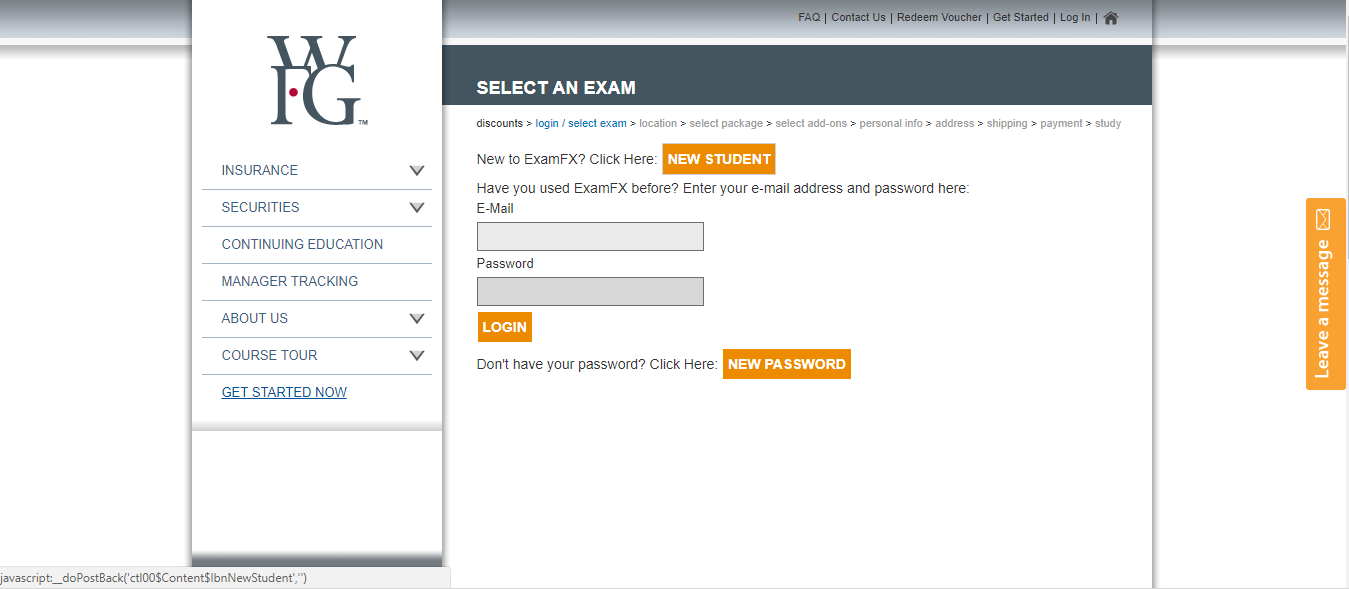 FAQ | Contact Us | Redeem Voucher | Get Started | Log In |
WFG™
SELECT AN EXAM
discounts > login / select exam > location > select package > select add-ons > personal info > address > shipping > payment > study
INSURANCE
SECURITIES
CONTINUING EDUCATION
MANAGER TRACKING
ABOUT US
COURSE TOUR
GET STARTED NOW
New to ExamFX? Click Here: NEW STUDENT
Have you used ExamFX before? Enter your e-mail address and password here:
E-Mail
Password
LOGIN
Don't have your password? Click Here: NEW PASSWORD
Leave a message
javascript:__doPostBack('ctl00$Content$lbnNewStudent','')